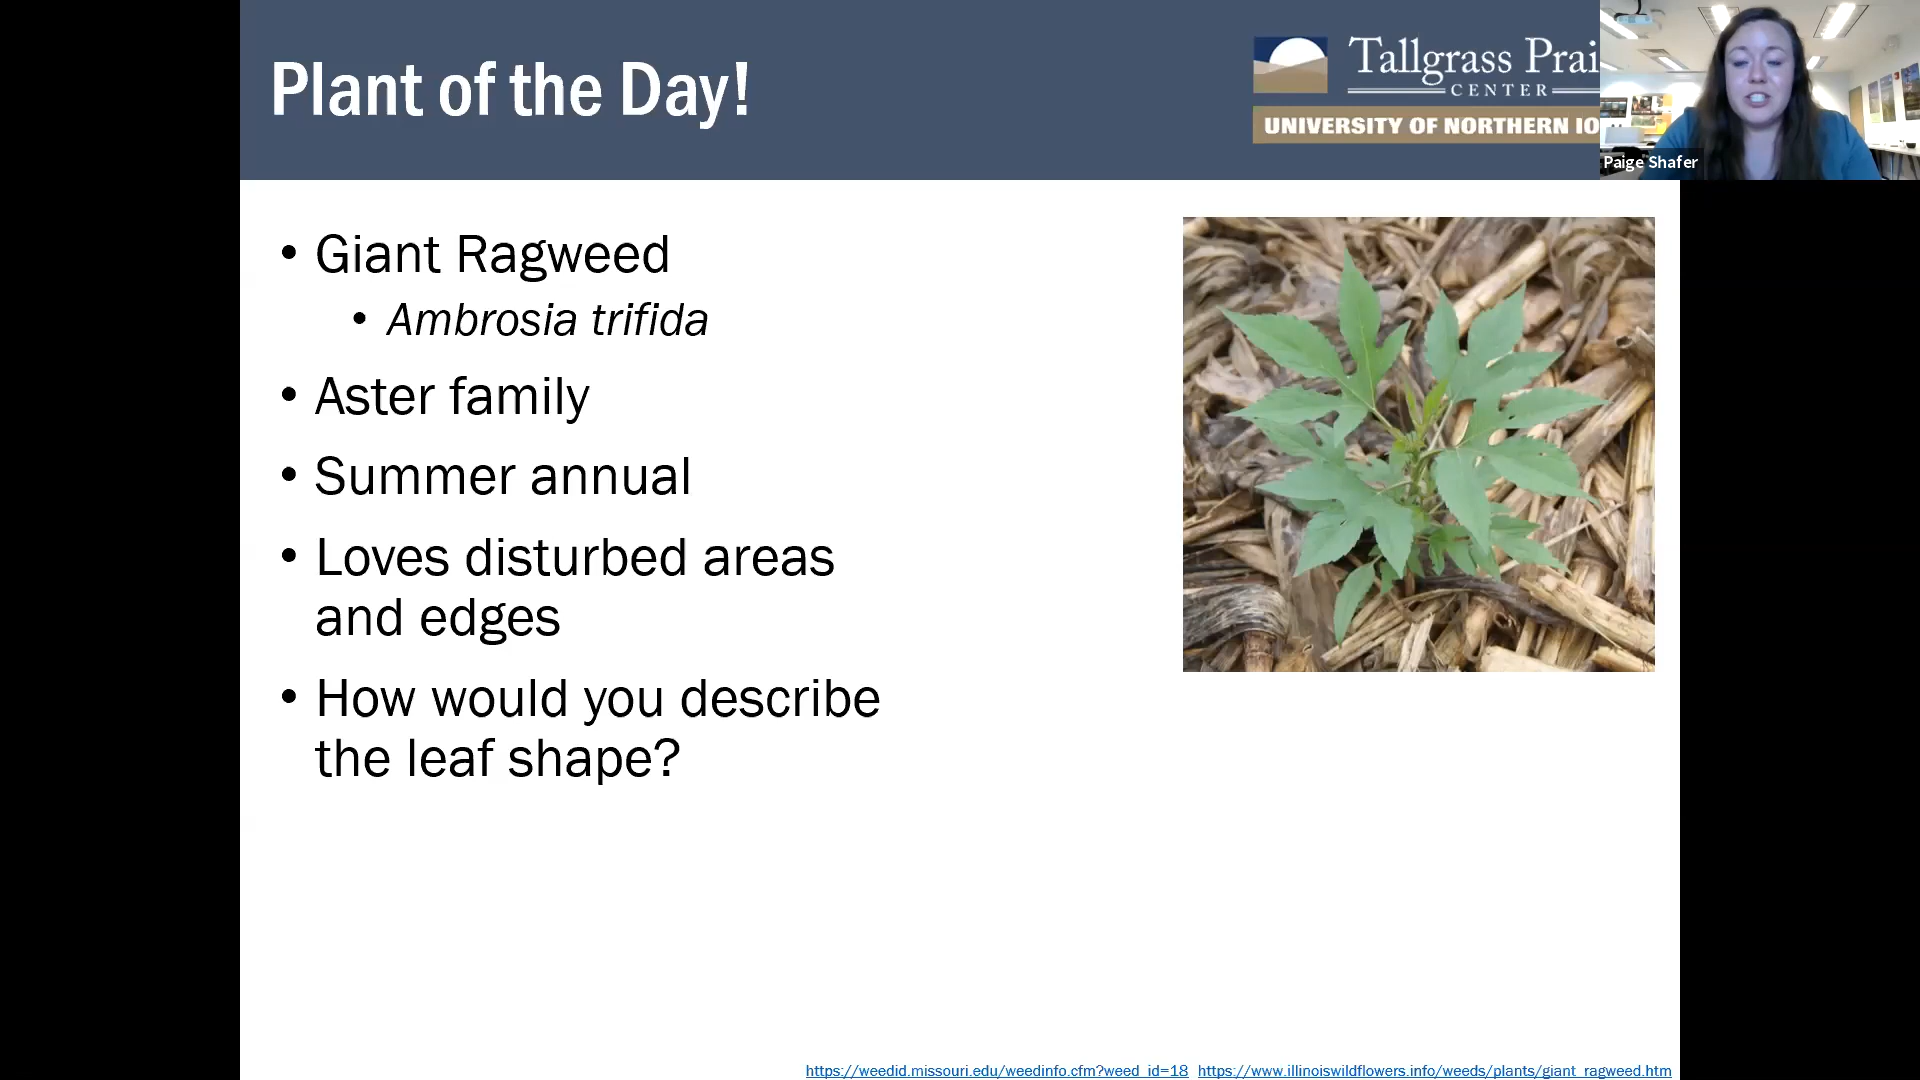 Plant of the Day!
Tallgrass Prai
CENTER
UNIVERSITY OF NORTHERN IO
Paige Shafer
• Giant Ragweed
• Ambrosia trifida
• Aster family
• Summer annual
• Loves disturbed areas
and edges
• How would you describe
the leaf shape?
https://weedid.missouri.edu/weedinfo.cfm?weed_id=18 https://www.illinoiswildflowers.info/weeds/plants/giant_ragweed.htm